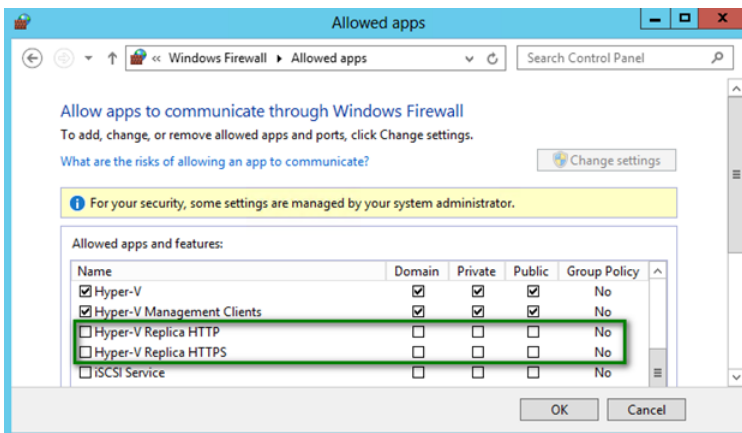 Allowed apps
« Windows Firewall Allowed apps
Search Control Panel
Allow apps to communicate through Windows Firewall
To add, change, or remove allowed apps and ports, click Change settings.
What are the risks of allowing an app to communicate?
Change settings
For your security, some settings are managed by your system administrator.
Allowed apps and features:
Name Domain Private Public Group Policy
Hyper-V No
Hyper-V Management Clients No
Hyper-V Replica HTTP No
Hyper-V Replica HTTPS No
iSCSI Service No
OK Cancel